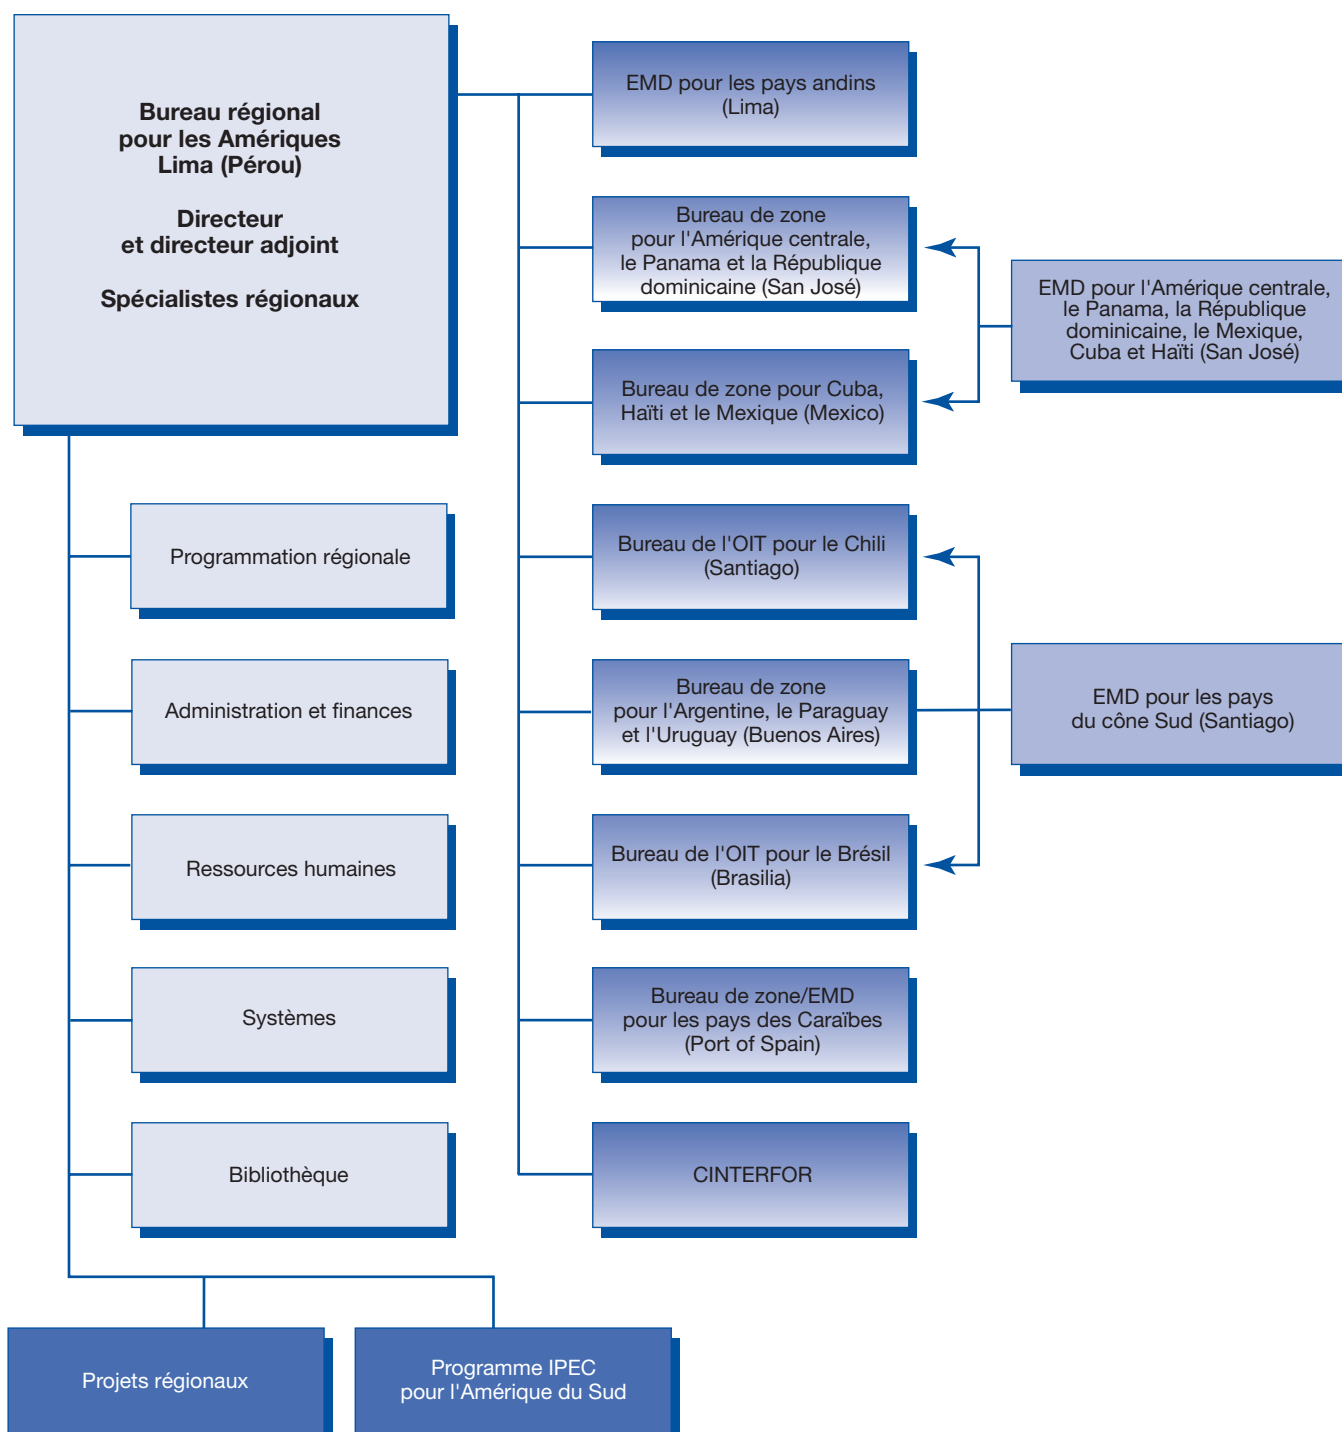 Bureau régional
pour les Amériques
Lima (Pérou)
Directeur
et directeur adjoint
Spécialistes régionaux
Programmation régionale
Administration et finances
Ressources humaines
Systèmes
Bibliothèque
Projets régionaux
Programme IPEC
pour l'Amérique du Sud
EMD pour les pays andins
(Lima)
Bureau de zone
pour l'Amérique centrale,
le Panama et la République
dominicaine (San José)
Bureau de zone pour Cuba,
Haïti et le Mexique (Mexico)
Bureau de l'OIT pour le Chili
(Santiago)
Bureau de zone
pour l'Argentine, le Paraguay
et l'Uruguay (Buenos Aires)
Bureau de l'OIT pour le Brésil
(Brasilia)
Bureau de zone/EMD
pour les pays des Caraïbes
(Port of Spain)
CINTERFOR
EMD pour l'Amérique centrale,
le Panama, la République
dominicaine, le Mexique,
Cuba et Haïti (San José)
EMD pour les pays
du cône Sud (Santiago)